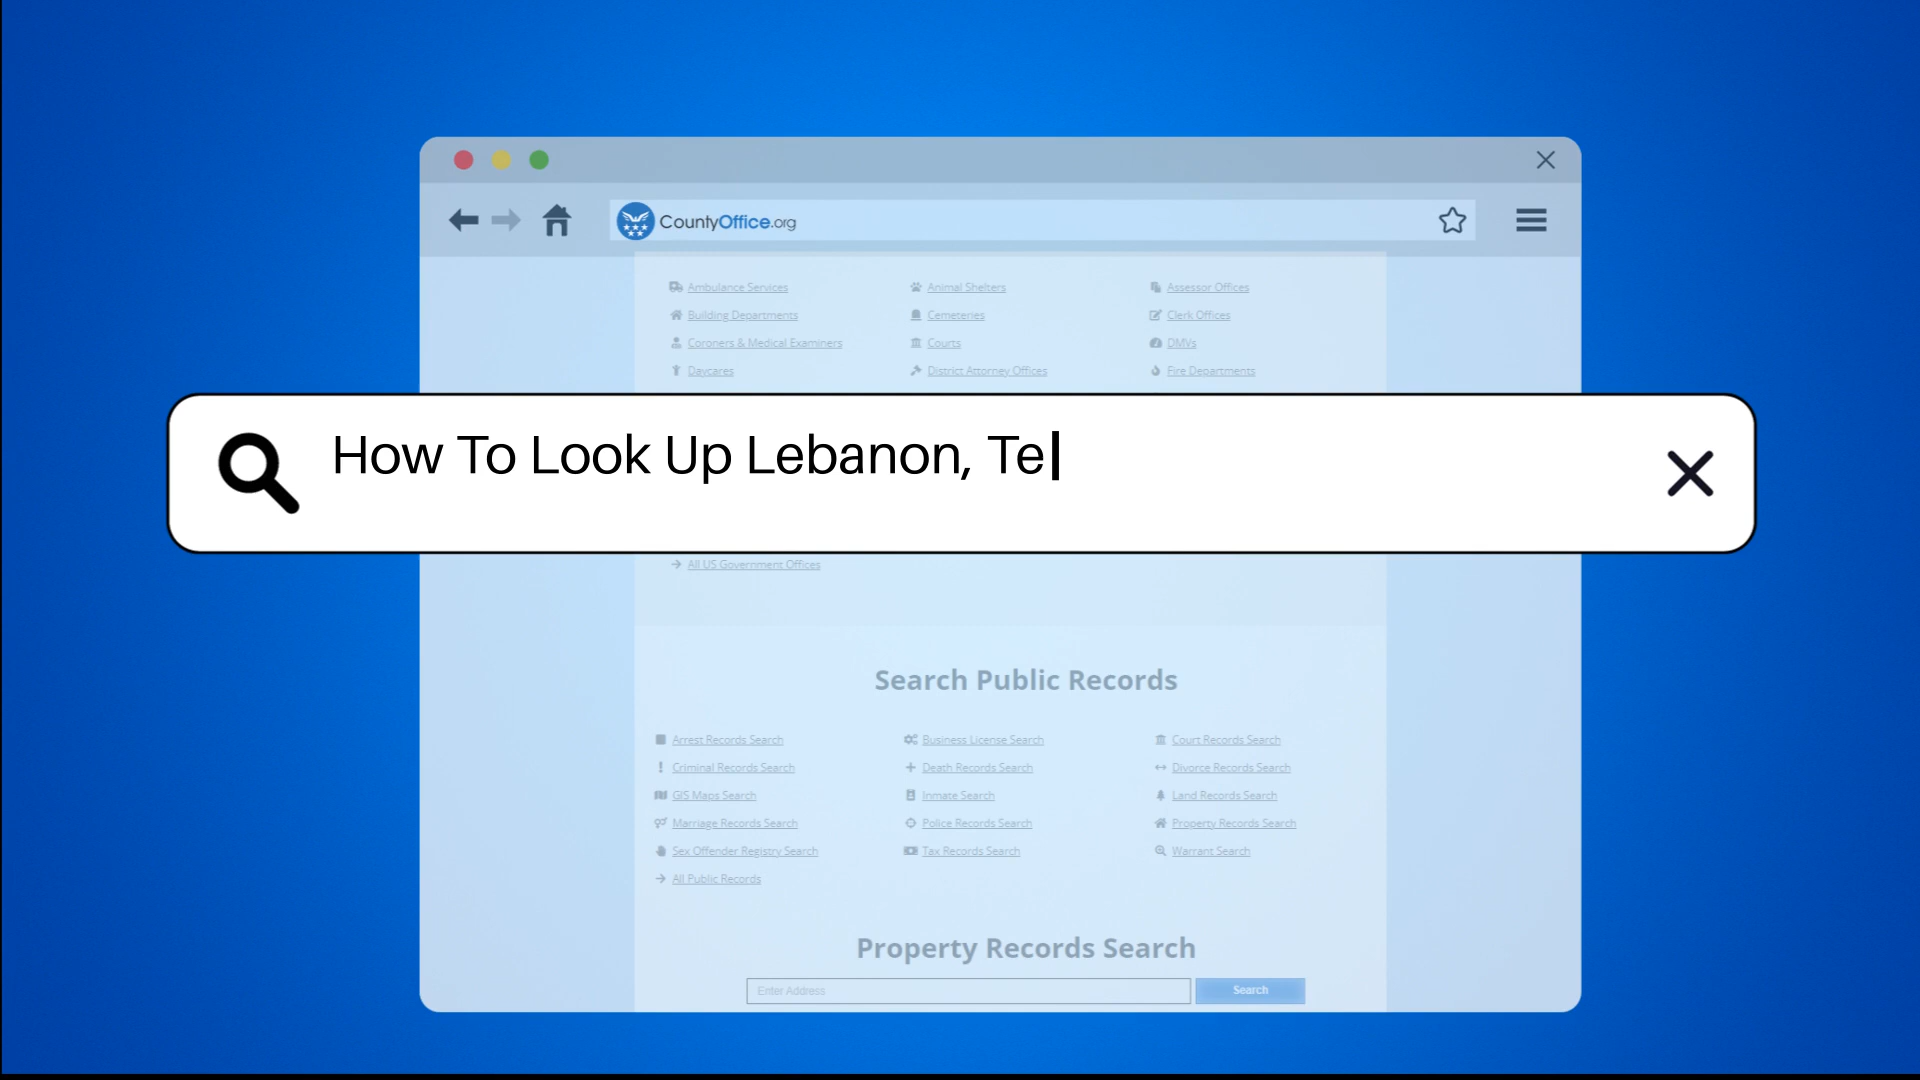 CountyOffice.org
Ambulance Services Animal Shelters Assessor Offices
Building Departments Cemeteries Clerk Offices
Coroners & Medical Examiners Courts DMVs
Daycares District Attorney Offices Fire Departments
How To Look Up Lebanon, Te
All US Government Offices
Search Public Records
Arrest Records Search Business License Search Court Records Search
Criminal Records Search Death Records Search Divorce Records Search
GIS Maps Search Inmate Search Land Records Search
Marriage Records Search Police Records Search Property Records Search
Sex Offender Registry Search Tax Records Search Warrant Search
All Public Records
Property Records Search
Enter Address Search